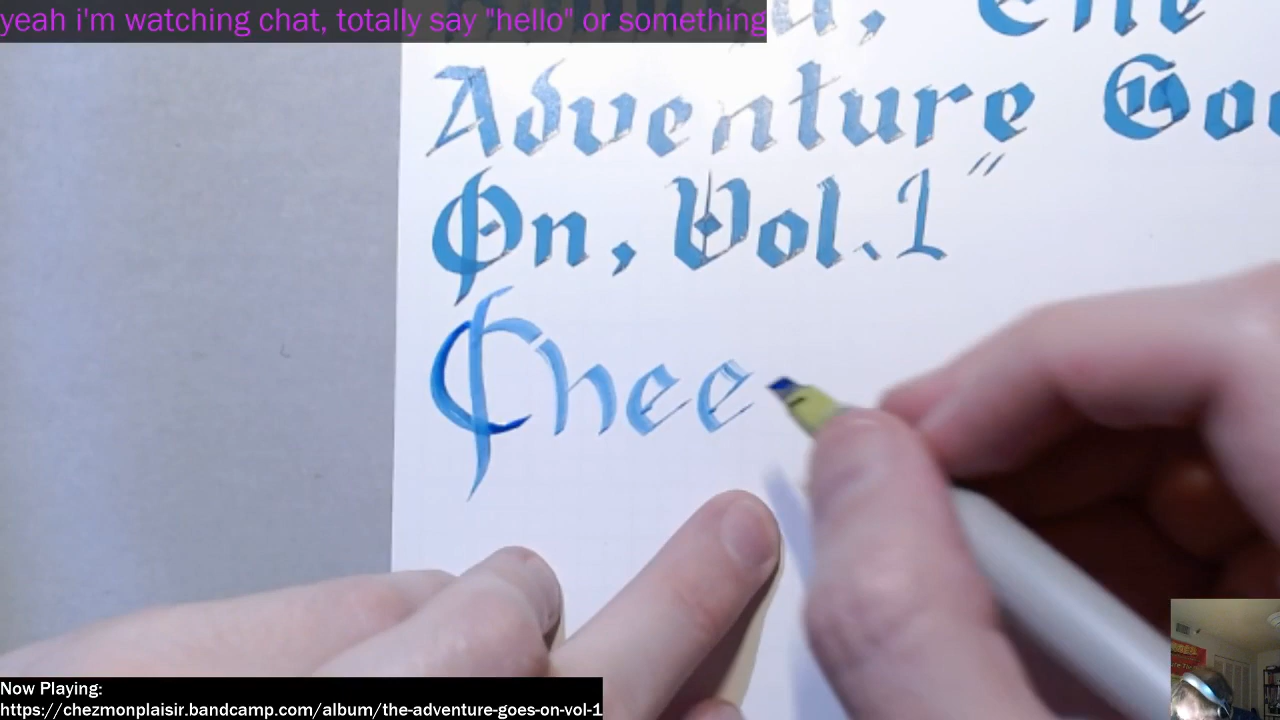 yeah i'm watching chat, totally say "hello" or something
The
Adventure Goe
On, Vol. 1"
Chee
Now Playing:
https://chezmonplaisir.bandcamp.com/album/the-adventure-goes-on-vol-1